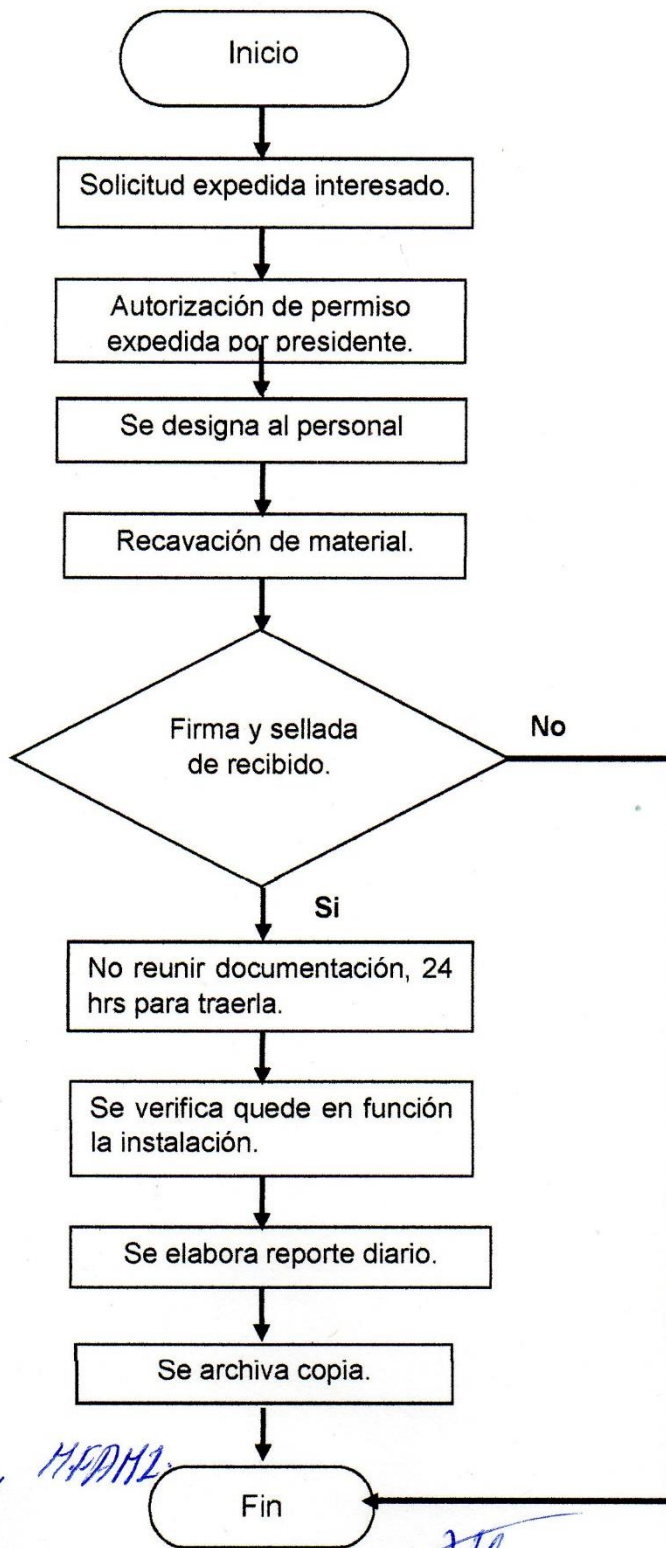 Inicio
Solicitud expedida interesado.
Autorización de permiso
expedida por presidente.
Se designa al personal
Recavación de material.
Firma y sellada
de recibido.
No
Si
No reunir documentación, 24
hrs para traerla.
Se verifica quede en función
la instalación.
Se elabora reporte diario.
Se archiva copia.
Fin